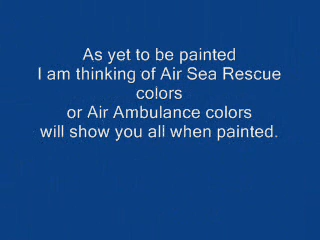 As yet to be painted
I am thinking of Air Sea Rescue
colors
or Air Ambulance colors
will show you all when painted.